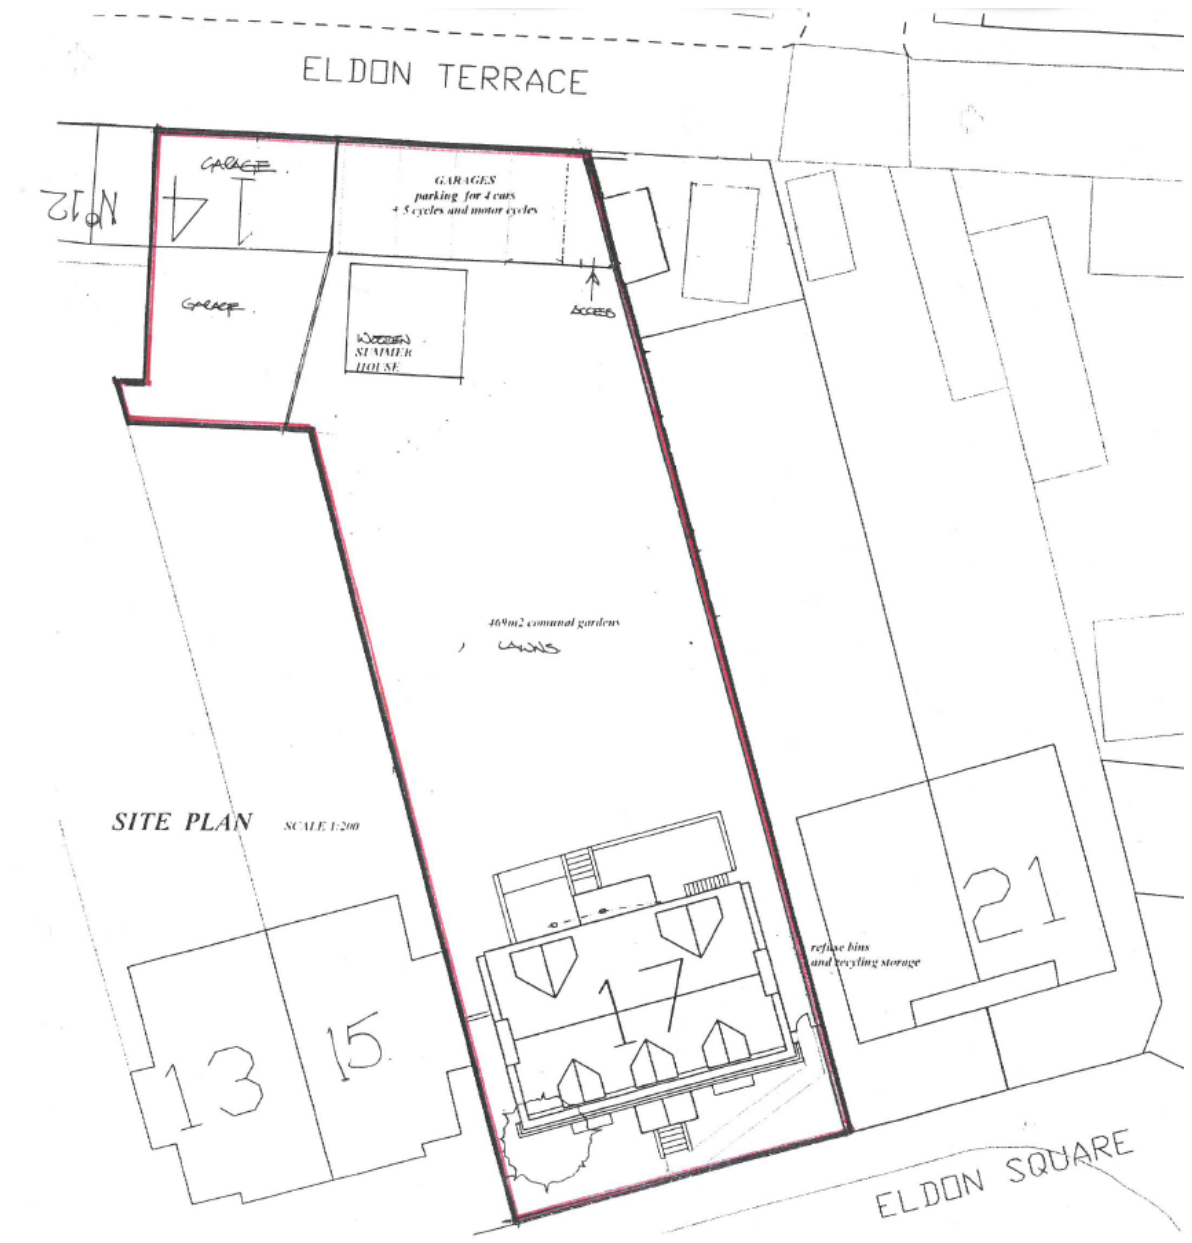 ELDON TERRACE
GARAGE.
14
GARAGES
parking for 4 cars
+ 5 cycles and motor cycles
Nº12
GARAGE.
ACCESS
WOODEN
SUMMER
HOUSE
469m2 comunal gardens
LAWNS
SITE PLAN SCALE 1:200
21
refuse bins
and recyling storage
17
15
13
ELDON SQUARE